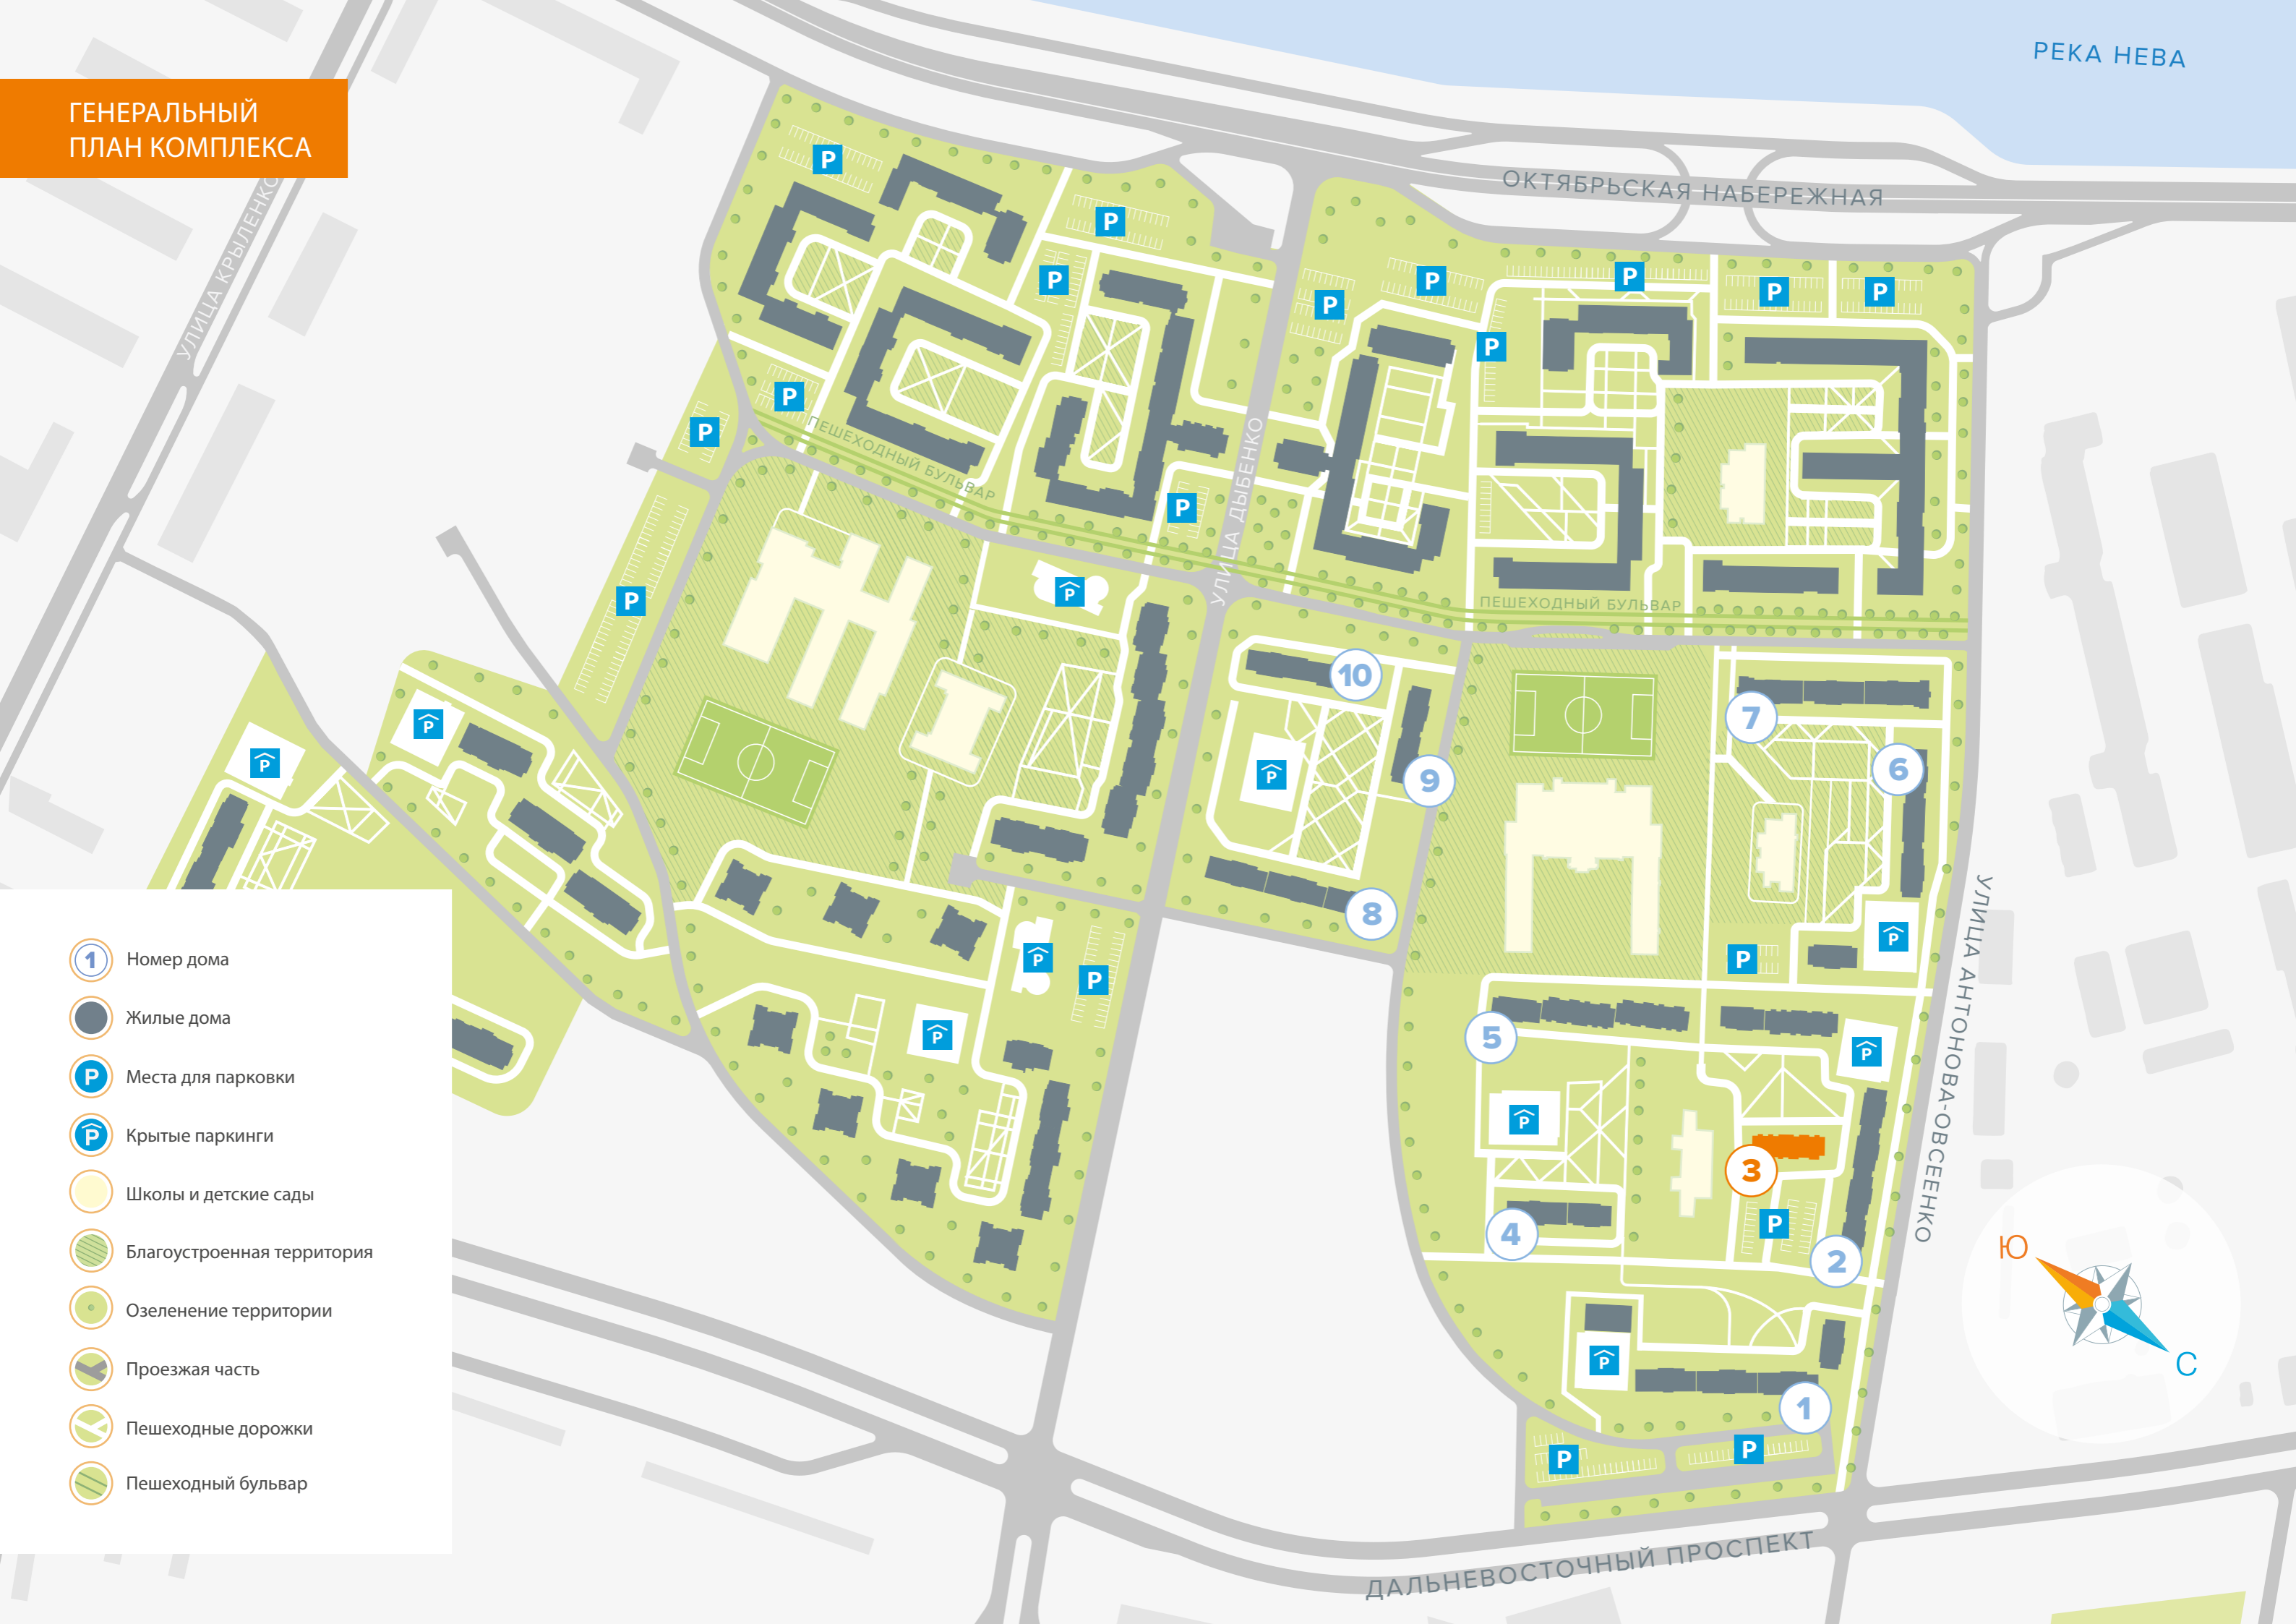 РЕКА НЕВА
ГЕНЕРАЛЬНЫЙ
ПЛАН КОМПЛЕКСА
УЛИЦА КРЫЛЕНКО
ОКТЯБРЬСКАЯ НАБЕРЕЖНАЯ
P
P
P
P
P
P
P
P
P
P
P
P
P
ПЕШЕХОДНЫЙ БУЛЬВАР
УЛИЦА ДЫБЕНКО
ПЕШЕХОДНЫЙ БУЛЬВАР
P
P
10
7
P
P
P
9
6
8
P
P
P
P
P
5
P
P
3
4
P
2
УЛИЦА АНТОНОВА-ОВСЕЕНКО
Ю
С
P
1
P
P
ДАЛЬНЕВОСТОЧНЫЙ ПРОСПЕКТ
1 Номер дома
Жилые дома
P Места для парковки
P Крытые паркинги
Школы и детские сады
Благоустроенная территория
Озеленение территории
Проезжая часть
Пешеходные дорожки
Пешеходный бульвар